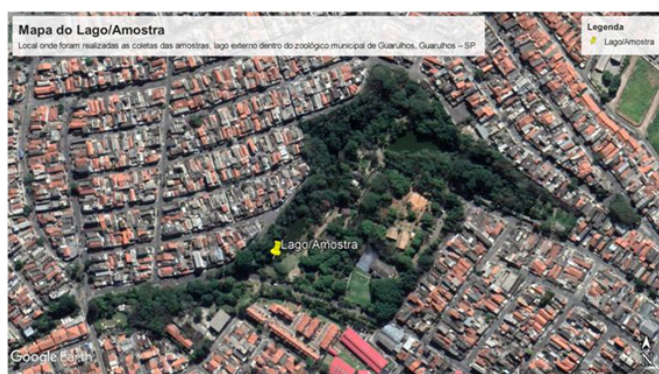 Mapa do Lago/Amostra
Local onde foram realizadas as coletas das amostras, lago externo dentro do zoológico municipal de Guarulhos, Guarulhos – SP
Legenda
Lago/Amostra
Lago/Amostra
Google Earth
N